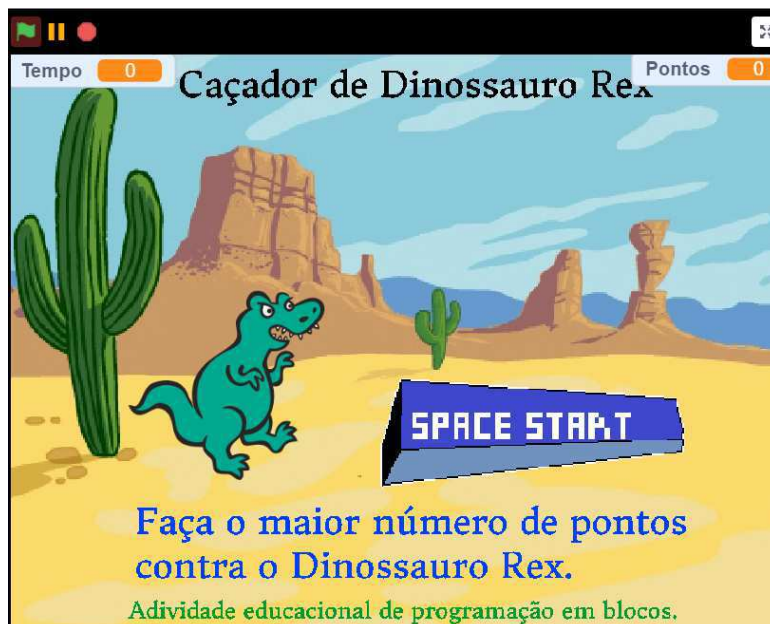 Tempo 0
Pontos 0
Caçador de Dinossauro Rex
SPACE START
Faça o maior número de pontos
contra o Dinossauro Rex.
Adividade educacional de programação em blocos.